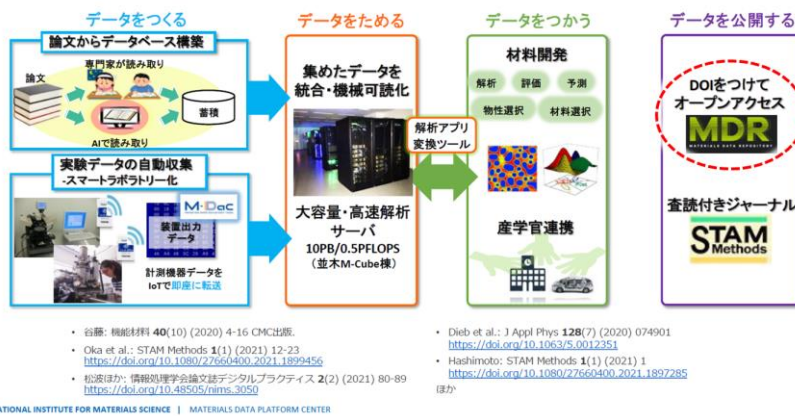 データをつくる
論文からデータベース構築
専門家が読み取り
論文
蓄積
AIで読み取り
実験データの自動収集
-スマートラボラトリー化
M-DaC
装置出力
データ
計測機器データを
IoTで即座に転送
データをためる
集めたデータを
統合・機械可読化
大容量・高速解析
サーバ
10PB/0.5PFLOPS
(並木M-Cube棟)
解析アプリ
変換ツール
データをつかう
材料開発
解析 評価 予測
物性選択 材料選択
産学官連携
データを公開する
DOIをつけて
オープンアクセス
MDR
MATERIALS DATA REPOSITORY
査読付きジャーナル
STAM
Methods
• 谷藤: 機能材料 40(10) (2020) 4-16 CMC出版.
• Oka et al.: STAM Methods 1(1) (2021) 12-23
https://doi.org/10.1080/27660400.2021.1899456
• 松波ほか: 情報処理学会論文誌デジタルプラクティス 2(2) (2021) 80-89
https://doi.org/10.48505/nims.3050
• Dieb et al.: J Appl Phys 128(7) (2020) 074901
https://doi.org/10.1063/5.0012351
• Hashimoto: STAM Methods 1(1) (2021) 1
https://doi.org/10.1080/27660400.2021.1897285
ほか
NATIONAL INSTITUTE FOR MATERIALS SCIENCE | MATERIALS DATA PLATFORM CENTER